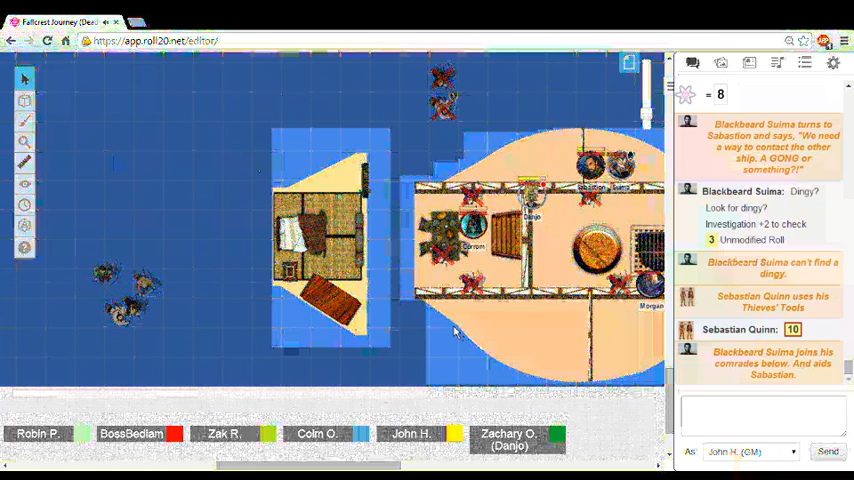 Fallcrest Journey (Dead
https://app.roll20.net/editor/
= 8
Blackbeard Suima turns to
Sabastion and says, "We need
a way to contact the other
ship. A GONG or
something?!"
Blackbeard Suima: Dingy?
Look for dingy?
Investigation +2 to check
3 Unmodified Roll
Blackbeard Suima can't find a
dingy.
Sebastian Quinn uses his
Thieves' Tools
Sebastian Quinn: 10
Blackbeard Suima joins his
comrades below. And aids
Sabastian.
Sebastian
Suima
Danjo
Corrom
Morgan
Robin P.
BossBedlam
Zak R.
Colm O.
John H.
Zachary O.
(Danjo)
As:
John H. (GM)
Send